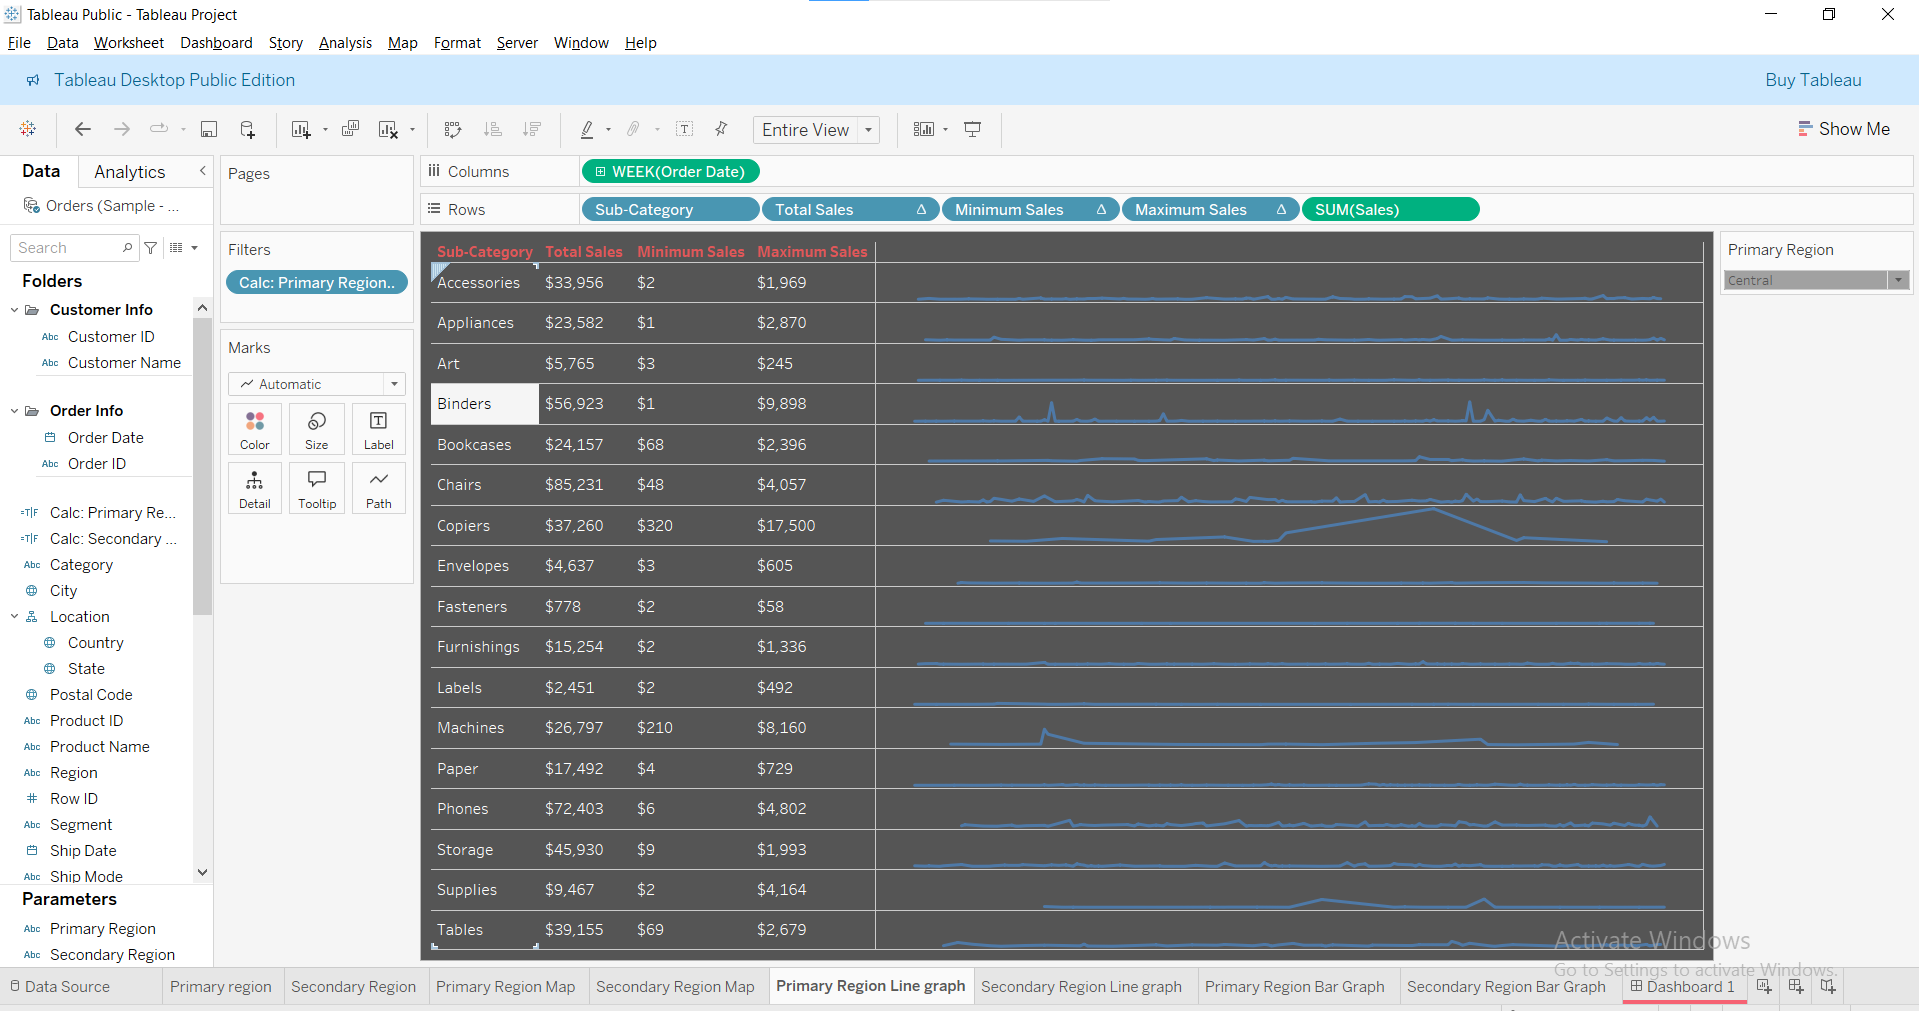 Tableau Public - Tableau Project
File Data Worksheet Dashboard Story Analysis Map Format Server Window Help
Tableau Desktop Public Edition
Buy Tableau
Entire View
Show Me
Data Analytics
Orders (Sample - ...
Search
Folders
Customer Info
Abc Customer ID
Abc Customer Name
Order Info
Order Date
Abc Order ID
=T|F Calc: Primary Re...
=T|F Calc: Secondary ...
Abc Category
City
Location
Country
State
Postal Code
Abc Product ID
Abc Product Name
Abc Region
# Row ID
Abc Segment
Ship Date
Abc Ship Mode
Parameters
Abc Primary Region
Abc Secondary Region
Pages
Filters
Calc: Primary Region..
Marks
Automatic
Color Size Label
Detail Tooltip Path
Columns WEEK(Order Date)
Rows Sub-Category Total Sales Δ Minimum Sales Δ Maximum Sales Δ SUM(Sales)
Sub-Category Total Sales Minimum Sales Maximum Sales
Accessories $33,956 $2 $1,969
Appliances $23,582 $1 $2,870
Art $5,765 $3 $245
Binders $56,923 $1 $9,898
Bookcases $24,157 $68 $2,396
Chairs $85,231 $48 $4,057
Copiers $37,260 $320 $17,500
Envelopes $4,637 $3 $605
Fasteners $778 $2 $58
Furnishings $15,254 $2 $1,336
Labels $2,451 $2 $492
Machines $26,797 $210 $8,160
Paper $17,492 $4 $729
Phones $72,403 $6 $4,802
Storage $45,930 $9 $1,993
Supplies $9,467 $2 $4,164
Tables $39,155 $69 $2,679
Primary Region
Central
Activate Windows
Go to Settings to activate Windows.
Data Source Primary region Secondary Region Primary Region Map Secondary Region Map Primary Region Line graph Secondary Region Line graph Primary Region Bar Graph Secondary Region Bar Graph Dashboard 1